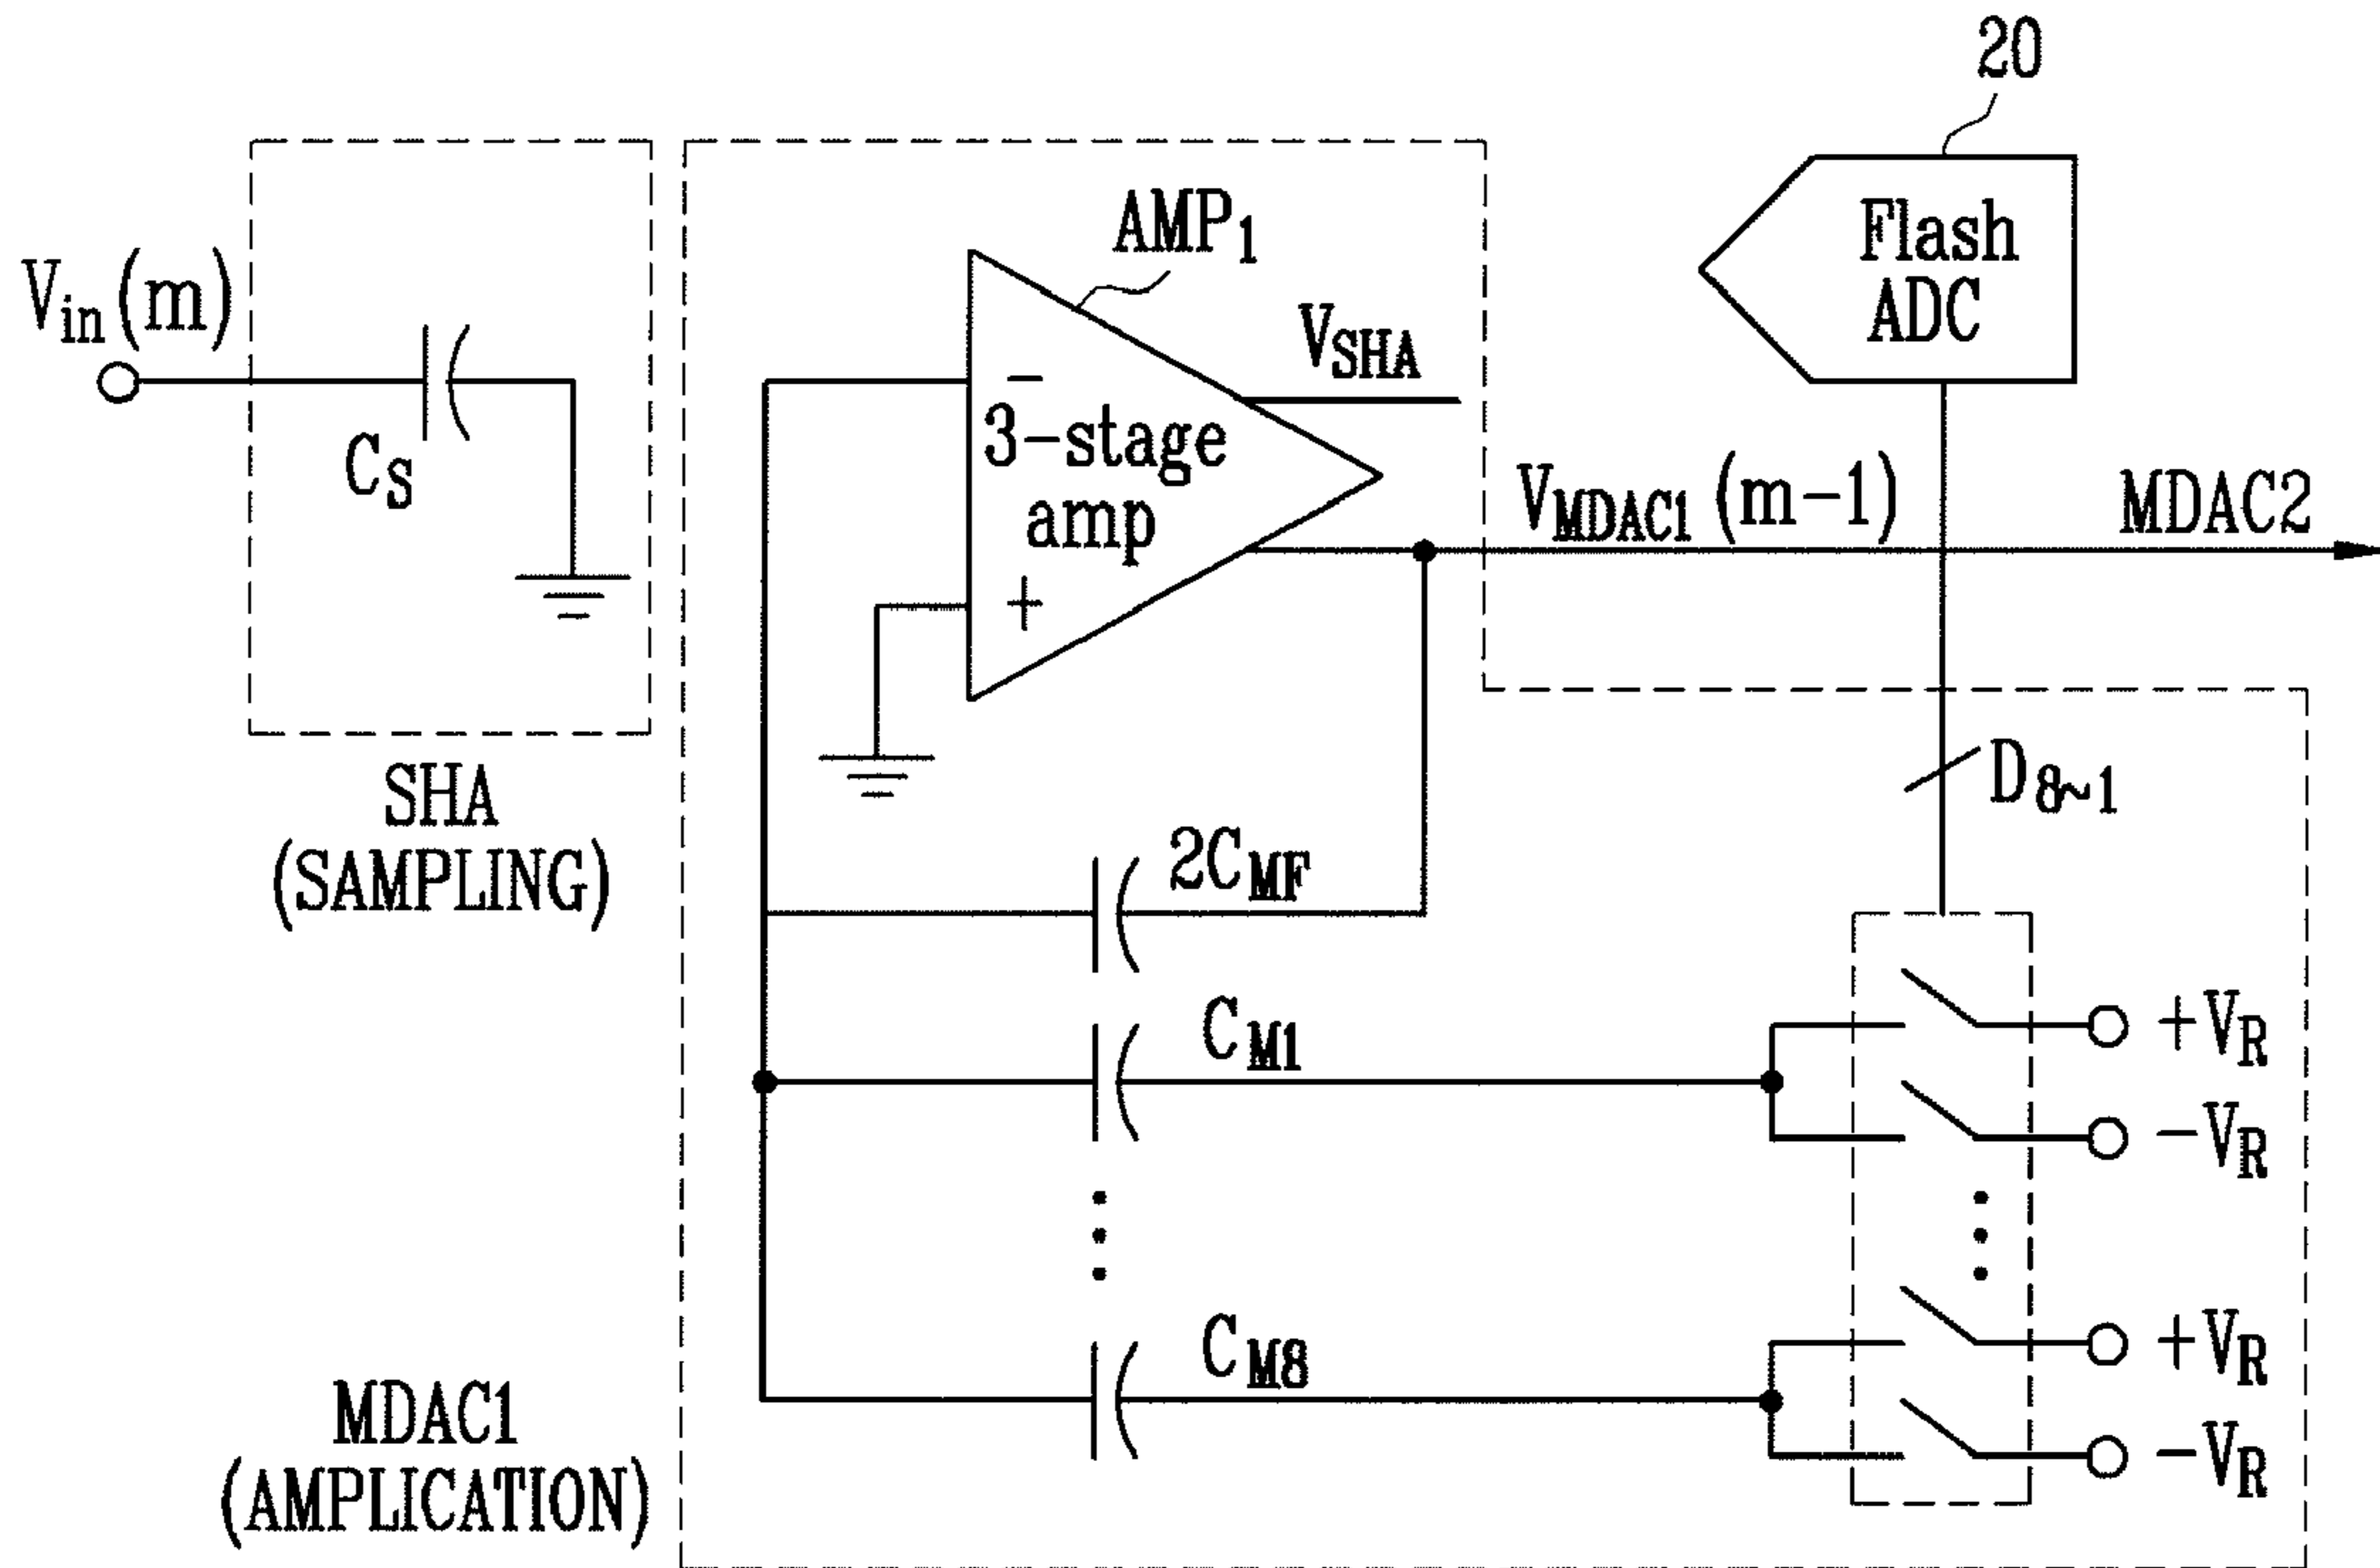 20
AMP1
Flash
ADC
Vin(m)
VSHA
-
3-stage
amp
+
CS
VMDAC1(m-1)
MDAC2
SHA
(SAMPLING)
D8~1
2CMF
CM1
+VR
-VR
CM8
+VR
-VR
MDAC1
(AMPLICATION)